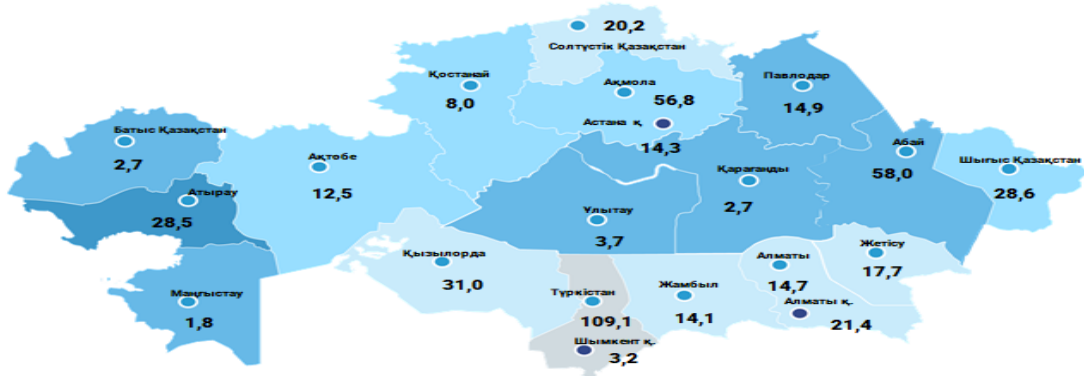 20,2
Солтүстік Қазақстан
Қостанай
8,0
Ақмола
56,8
Астана қ
14,3
Павлодар
14,9
Батыс Қазақстан
2,7
Ақтобе
12,5
Абай
58,0
Шығыс Қазақстан
28,6
Атырау
28,5
Қарағанды
2,7
Ұлытау
3,7
Қызылорда
31,0
Жетісу
17,7
Алматы
14,7
Маңғыстау
1,8
Түркістан
109,1
Жамбыл
14,1
Алматы қ.
21,4
Шымкент қ.
3,2